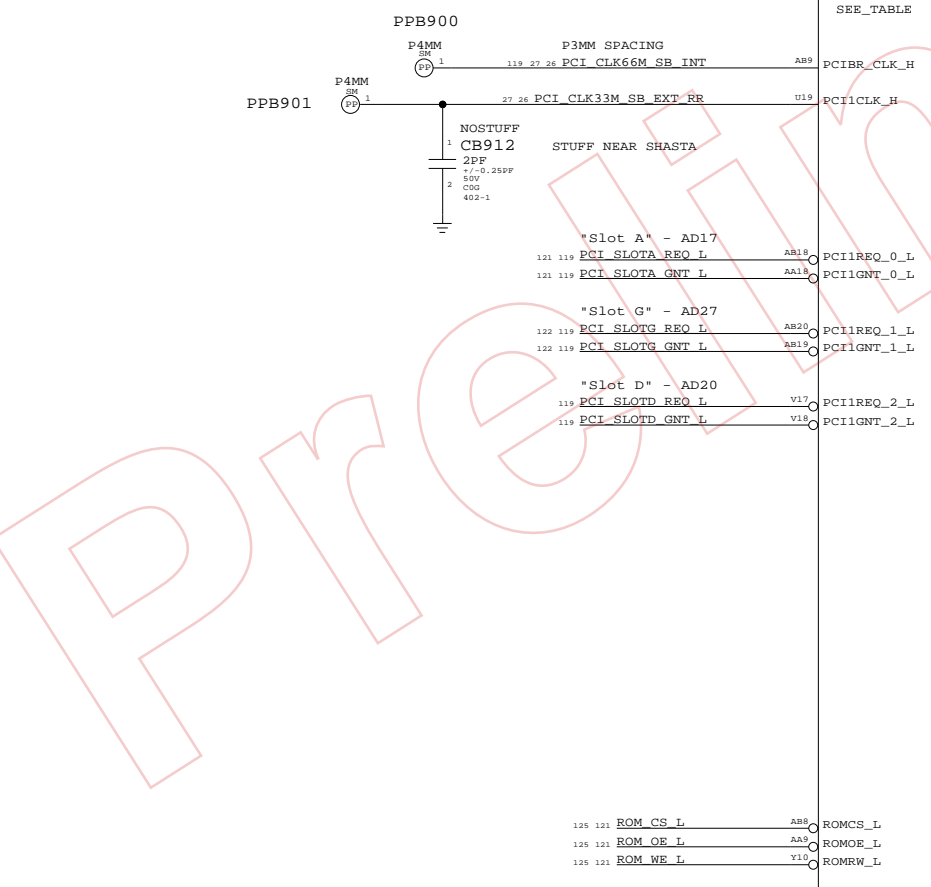 SEE_TABLE
PPB900
P4MM
SM
PP 1
P3MM SPACING
119 27 26 PCI_CLK66M_SB_INT AB9 PCIBR_CLK_H
P4MM
SM
PPB901 PP 1
27 26 PCI_CLK33M_SB_EXT_RR U19 PCI1CLK_H
NOSTUFF
1 CB912 STUFF NEAR SHASTA
2PF
+/-0.25PF
50V
2 C0G
402-1
"Slot A" - AD17
121 119 PCI_SLOTA_REQ_L AB18 PCI1REQ_0_L
121 119 PCI_SLOTA_GNT_L AA18 PCI1GNT_0_L
"Slot G" - AD27
122 119 PCI_SLOTG_REQ_L AB20 PCI1REQ_1_L
122 119 PCI_SLOTG_GNT_L AB19 PCI1GNT_1_L
"Slot D" - AD20
119 PCI_SLOTD_REQ_L V17 PCI1REQ_2_L
119 PCI_SLOTD_GNT_L V18 PCI1GNT_2_L
Prelin
125 121 ROM_CS_L AB8 ROMCS_L
125 121 ROM_OE_L AA9 ROMOE_L
125 121 ROM_WE_L Y10 ROMRW_L